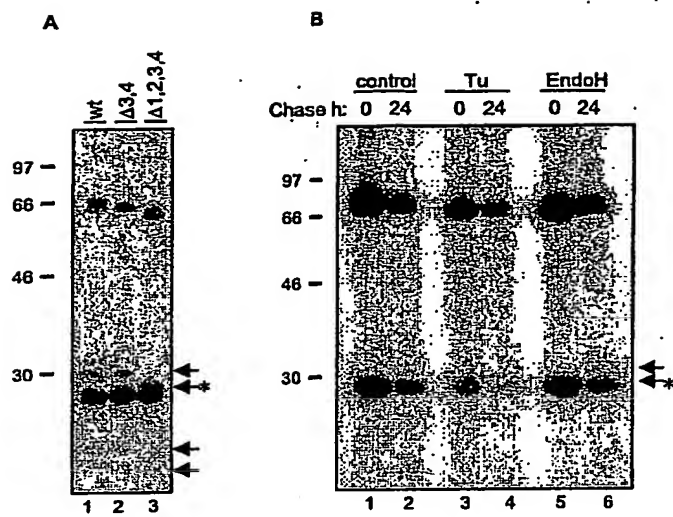 A
B
|wt
|Δ3,4
|Δ1,2,3,4
control Tu EndoH
Chase h: 0 24 0 24 0 24
97
66
46
30
*
1 2 3
97
66
46
30
*
1 2 3 4 5 6